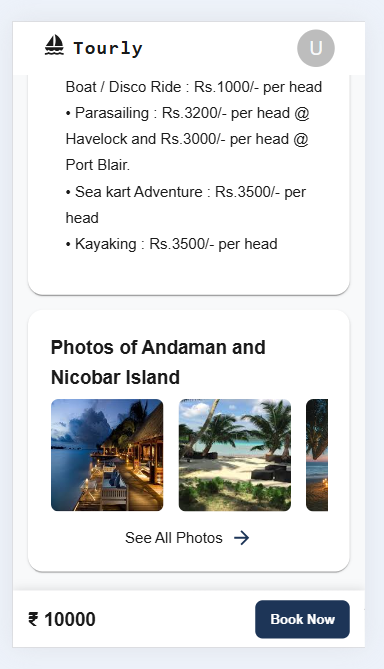 Tourly
U
Boat / Disco Ride : Rs.1000/- per head
• Parasailing : Rs.3200/- per head @
Havelock and Rs.3000/- per head @
Port Blair.
• Sea kart Adventure : Rs.3500/- per
head
• Kayaking : Rs.3500/- per head
Photos of Andaman and
Nicobar Island
See All Photos →
₹ 10000
Book Now